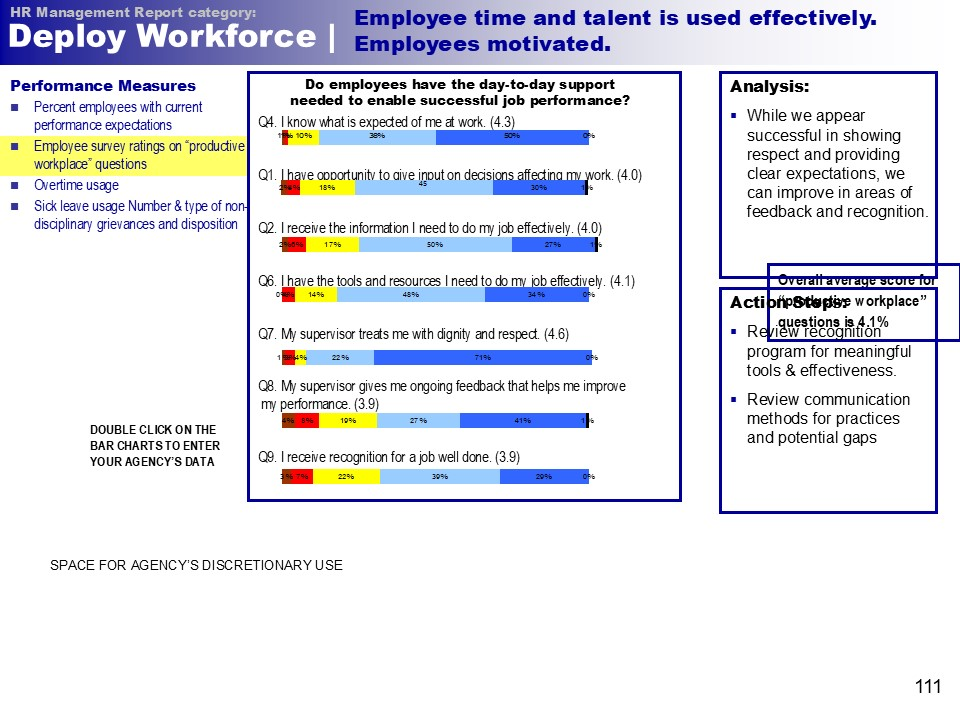 HR Management Report category:
Deploy Workforce |
Employee time and talent is used effectively.
Employees motivated.
Performance Measures
Percent employees with current
performance expectations
Employee survey ratings on “productive
workplace” questions
Overtime usage
Sick leave usage Number & type of non-
disciplinary grievances and disposition
DOUBLE CLICK ON THE
BAR CHARTS TO ENTER
YOUR AGENCY’S DATA
Do employees have the day-to-day support
needed to enable successful job performance?
Q4. I know what is expected of me at work. (4.3)
10% 38% 50% 0%
Q1. I have opportunity to give input on decisions affecting my work. (4.0)
18% 45 30% 1%
Q2. I receive the information I need to do my job effectively. (4.0)
17% 50% 27% 1%
Q6. I have the tools and resources I need to do my job effectively. (4.1)
14% 48% 34% 0%
Q7. My supervisor treats me with dignity and respect. (4.6)
4% 22% 71% 0%
Q8. My supervisor gives me ongoing feedback that helps me improve
my performance. (3.9)
4% 8% 19% 27% 41% 1%
Q9. I receive recognition for a job well done. (3.9)
3% 7% 22% 39% 29% 0%
Analysis:
While we appear
successful in showing
respect and providing
clear expectations, we
can improve in areas of
feedback and recognition.
Overall average score for
“productive workplace”
questions is 4.1%
Action Steps:
Review recognition
program for meaningful
tools & effectiveness.
Review communication
methods for practices
and potential gaps
SPACE FOR AGENCY’S DISCRETIONARY USE
111